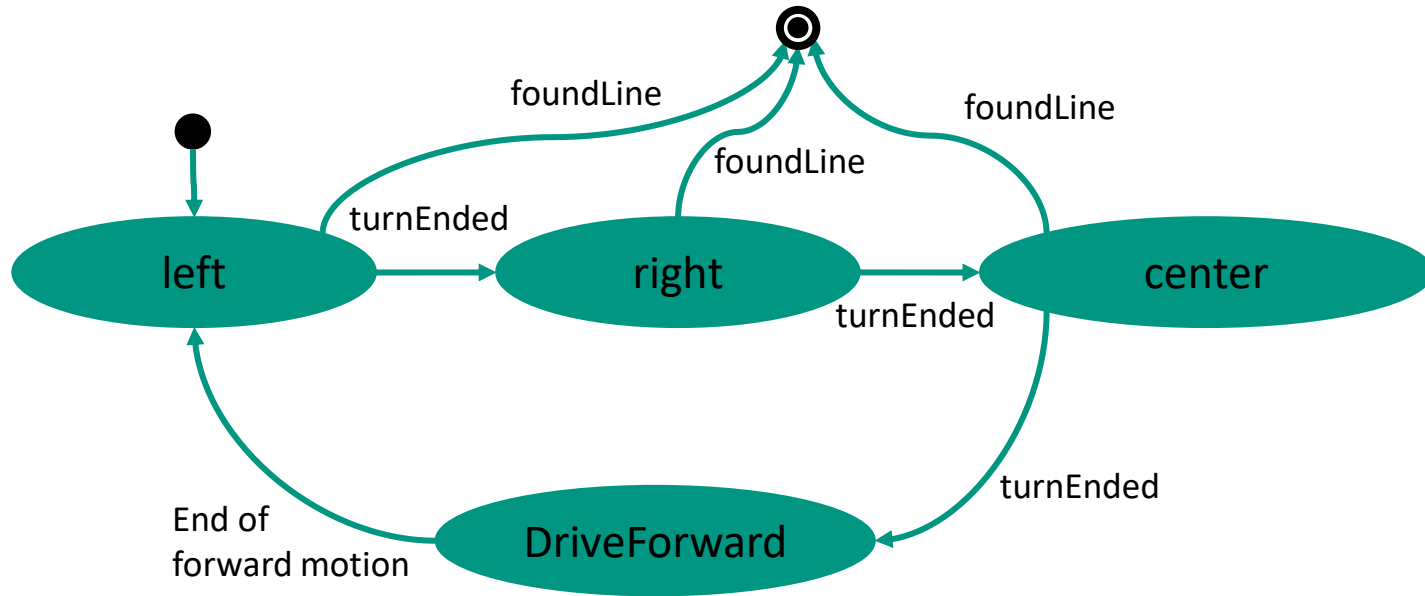 foundLine
foundLine
foundLine
turnEnded
left
right
center
turnEnded
turnEnded
End of
forward motion
DriveForward